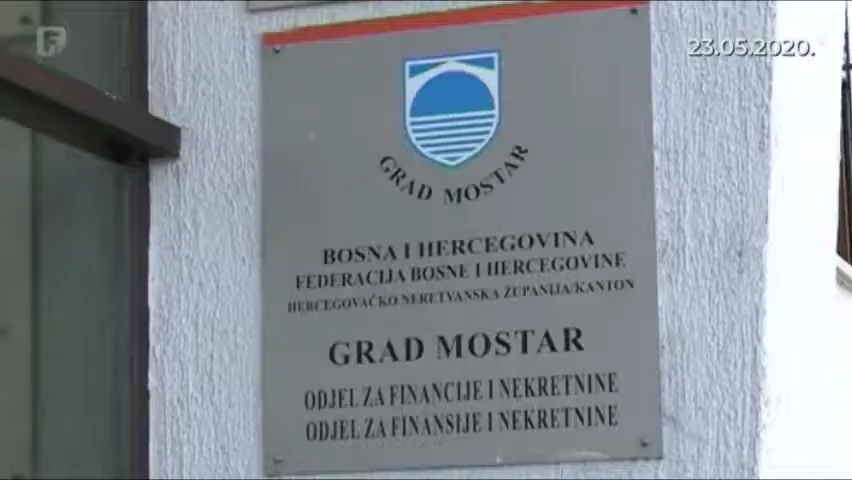 F
23.05.2020.
GRAD MOSTAR
BOSNA I HERCEGOVINA
FEDERACIJA BOSNE I HERCEGOVINE
HERCEGOVAČKO NERETVANSKA ŽUPANIJA/KANTON
GRAD MOSTAR
ODJEL ZA FINANCIJE I NEKRETNINE
ODJEL ZA FINANSIJE I NEKRETNINE